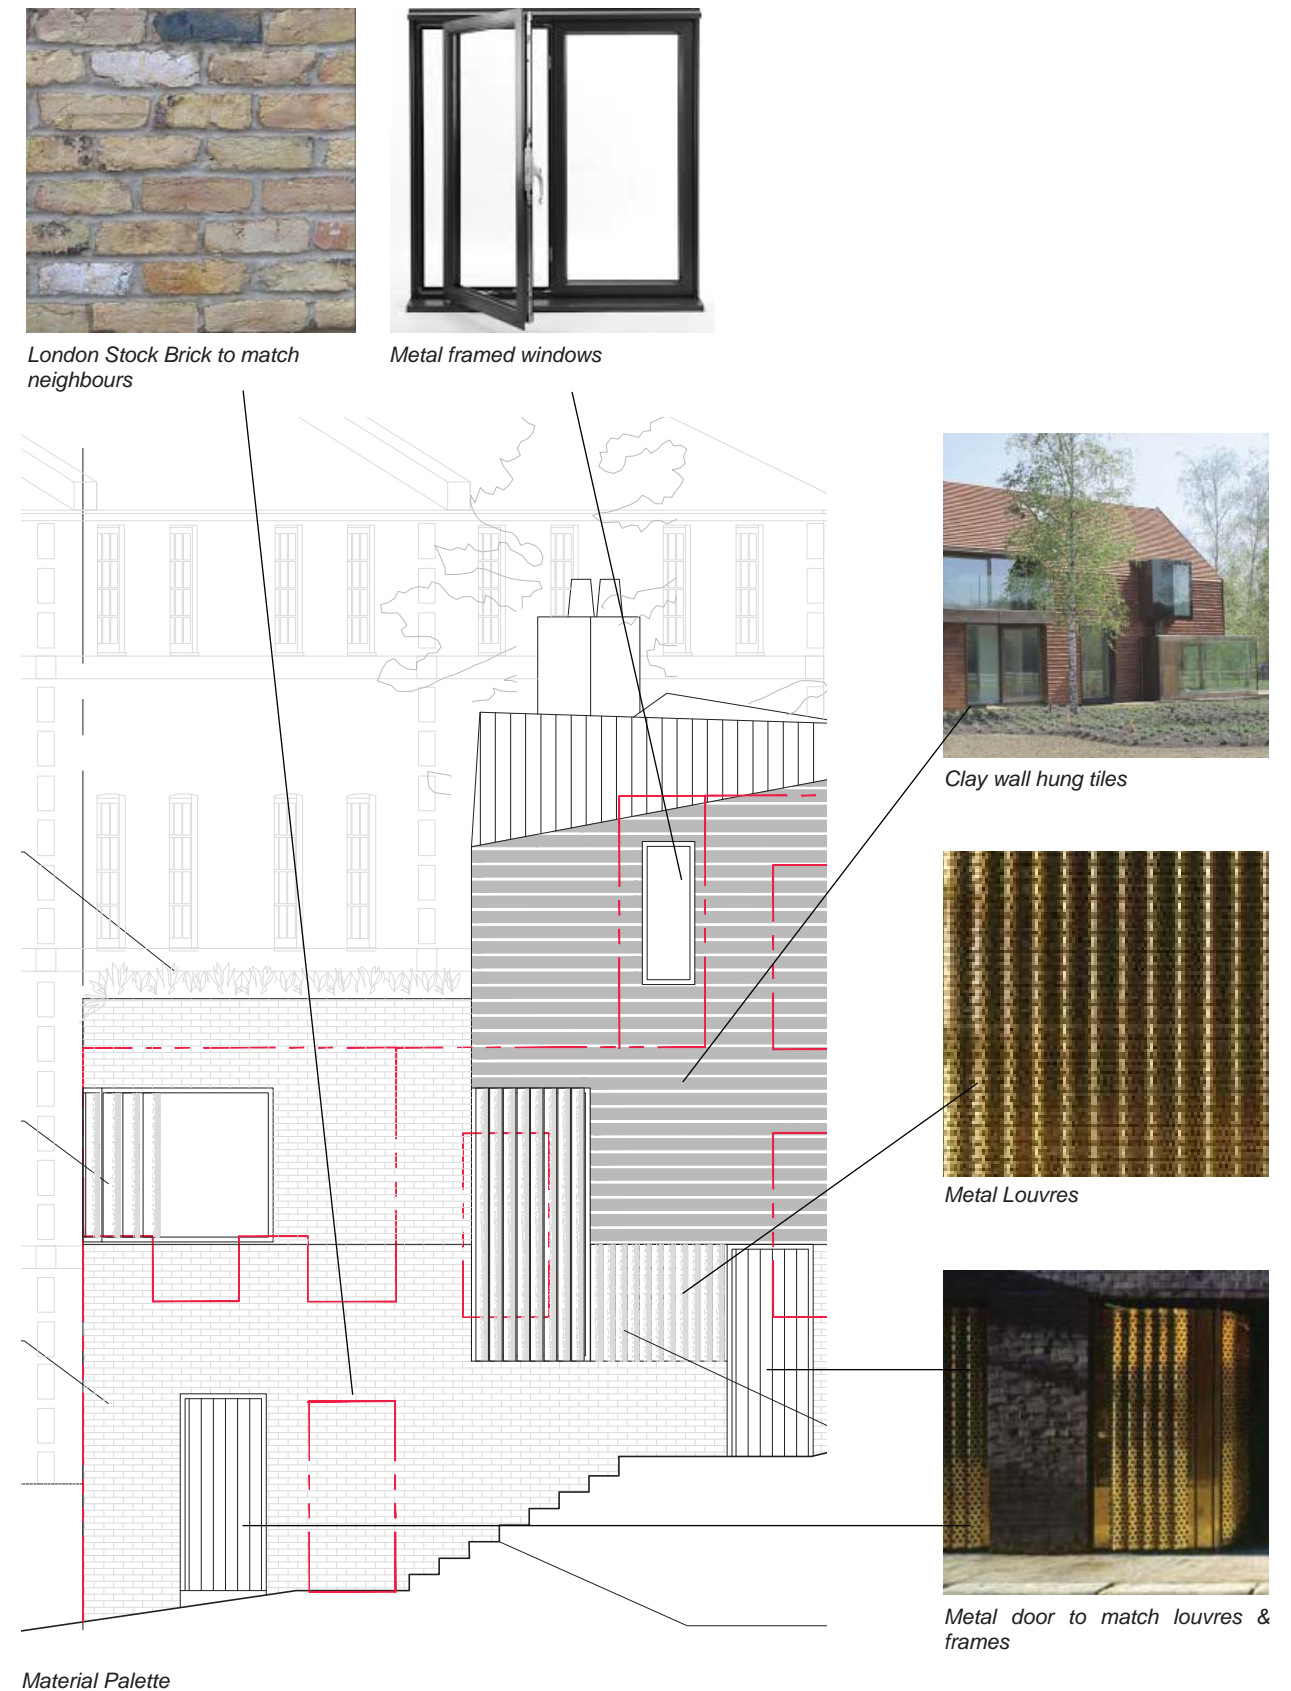 London Stock Brick to match
neighbours
Metal framed windows
Clay wall hung tiles
Metal Louvres
Metal door to match louvres &
frames
Material Palette